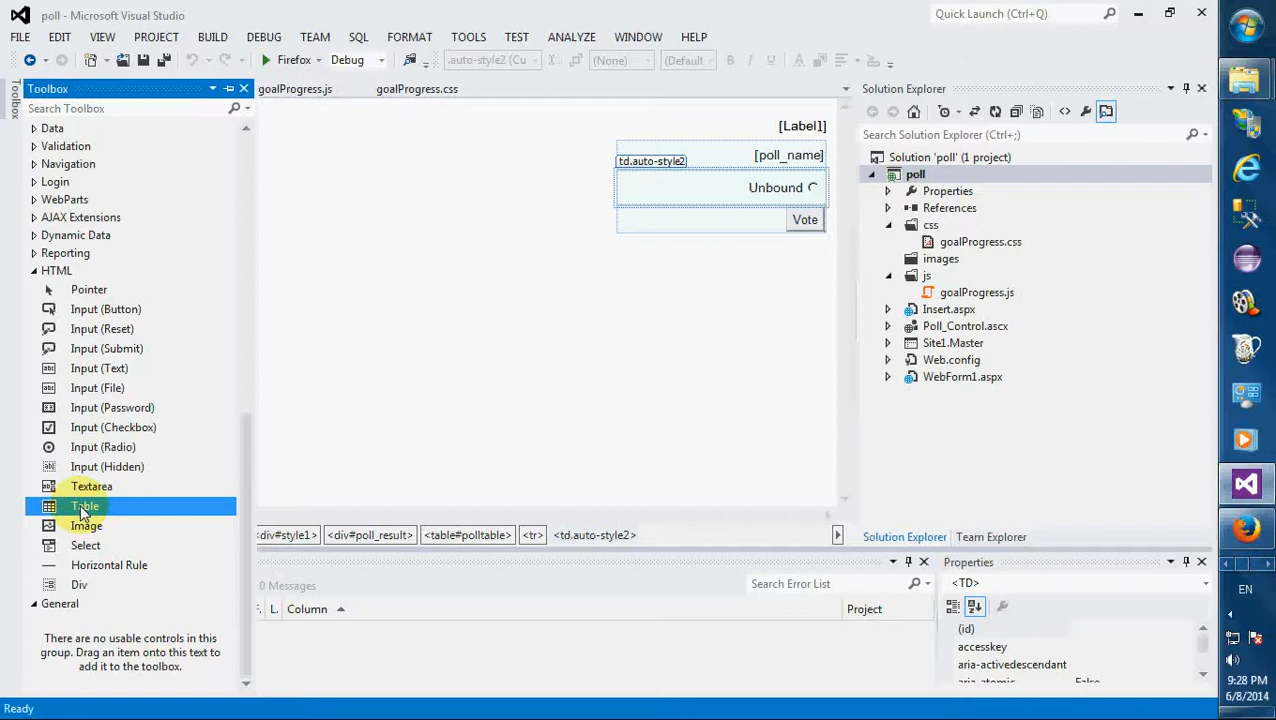 poll - Microsoft Visual Studio
Quick Launch (Ctrl+Q)
FILE EDIT VIEW PROJECT BUILD DEBUG TEAM SQL FORMAT TOOLS TEST ANALYZE WINDOW HELP
Firefox Debug .auto-style2 (Cu (None) (Default
Toolbox
Toolbox
Search Toolbox
Data
Validation
Navigation
Login
WebParts
AJAX Extensions
Dynamic Data
Reporting
HTML
Pointer
Input (Button)
Input (Reset)
Input (Submit)
Input (Text)
Input (File)
Input (Password)
Input (Checkbox)
Input (Radio)
Input (Hidden)
Textarea
Table
Image
Select
Horizontal Rule
Div
General
There are no usable controls in this
group. Drag an item onto this text to
add it to the toolbox.
goalProgress.js goalProgress.css
[Label1]
[poll_name]
td.auto-style2
Unbound
Vote
<div#style1> <div#poll_result> <table#polltable> <tr> <td.auto-style2>
0 Messages
Search Error List
L. Column Project
Solution Explorer
Search Solution Explorer (Ctrl+;)
Solution 'poll' (1 project)
poll
Properties
References
css
goalProgress.css
images
js
goalProgress.js
Insert.aspx
Poll_Control.ascx
Site1.Master
Web.config
WebForm1.aspx
Solution Explorer Team Explorer
Properties
<TD>
(id)
accesskey
aria-activedescendant
aria-atomic False
Ready
EN
9:28 PM
6/8/2014